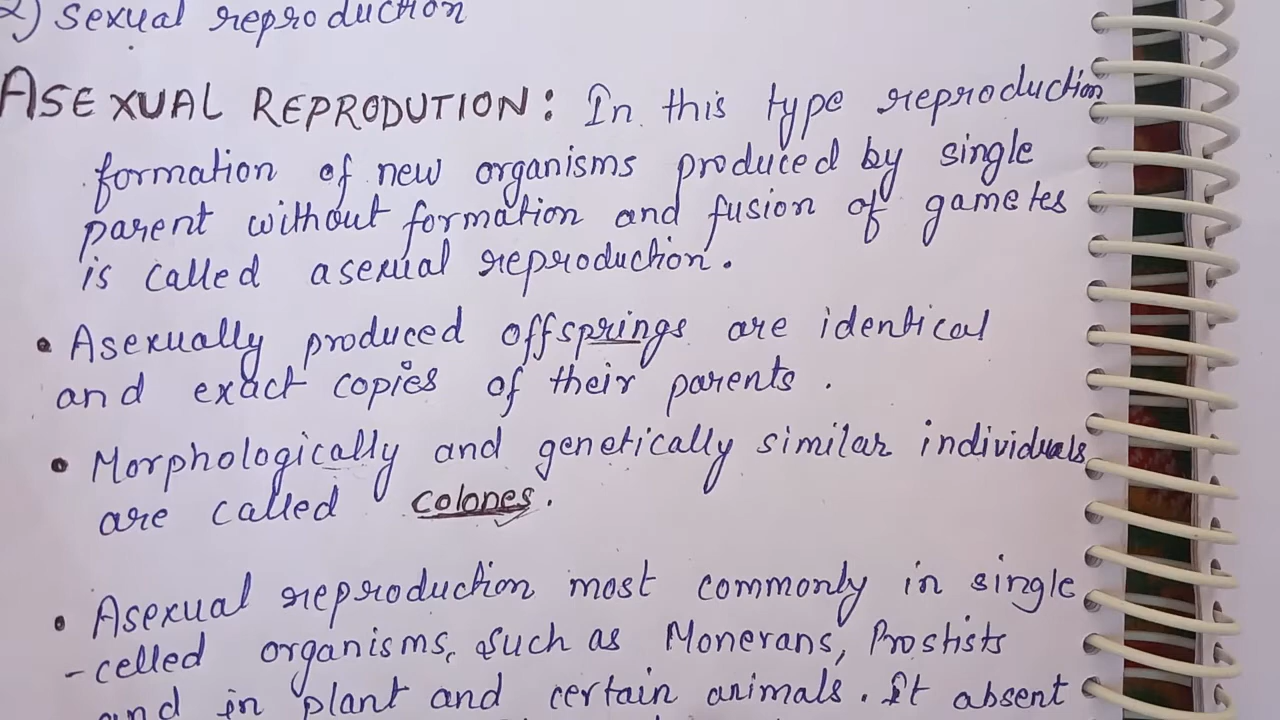 2) Sexual reproduction
ASEXUAL REPRODUTION: In this type reproduction
formation of new organisms produced by single
parent without formation and fusion of gametes
is called asexual reproduction.
• Asexually produced offsprings are identical
and exact copies of their parents.
• Morphologically and genetically similar individuals
are called colones.
• Asexual reproduction most commonly in single
-celled organisms, such as Monerans, Prostists
and in plant and certain animals. It absent